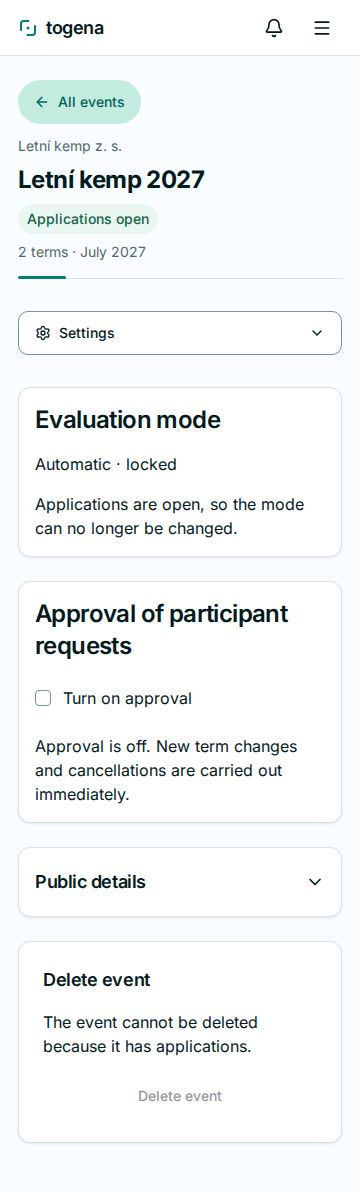 togena
All events
Letní kemp z. s.
Letní kemp 2027
Applications open
2 terms · July 2027
Settings
Evaluation mode
Automatic · locked
Applications are open, so the mode
can no longer be changed.
Approval of participant
requests
Turn on approval
Approval is off. New term changes
and cancellations are carried out
immediately.
Public details
Delete event
The event cannot be deleted
because it has applications.
Delete event